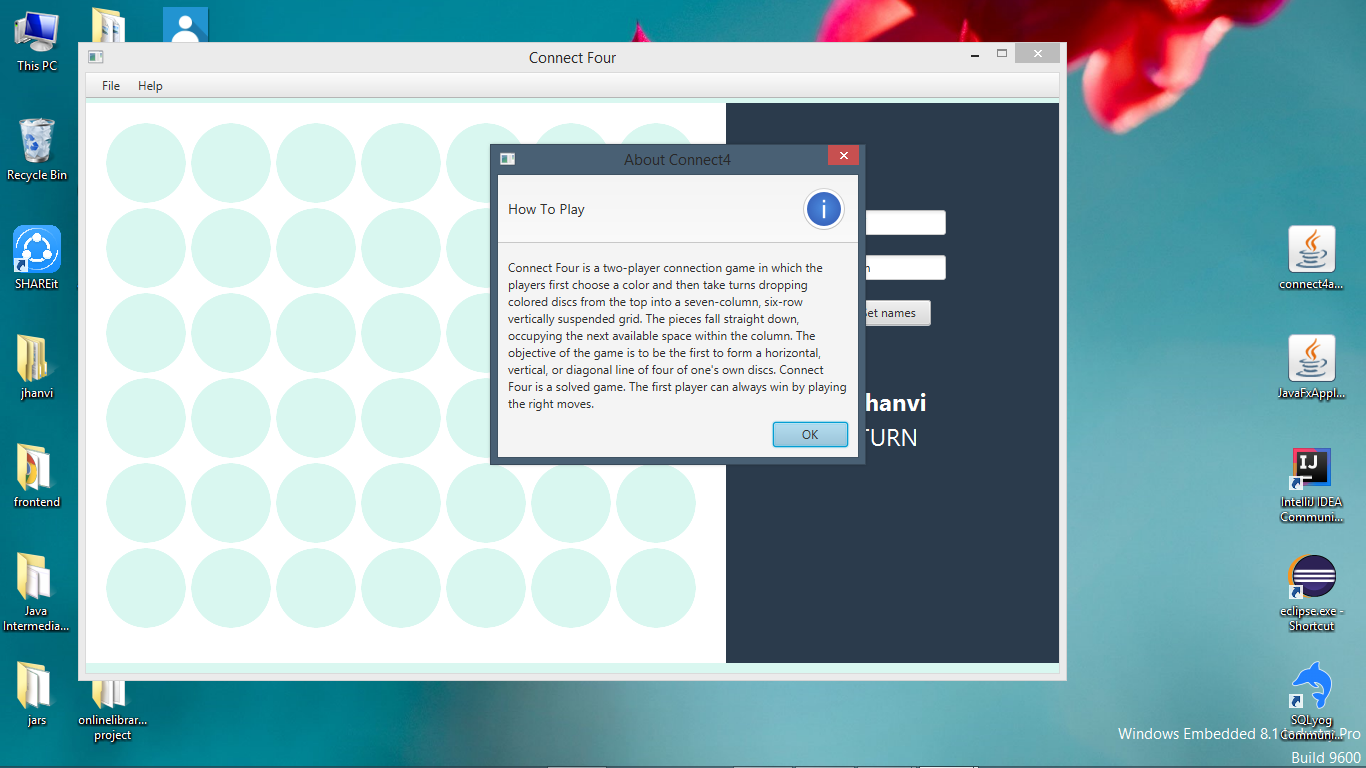 This PC
Recycle Bin
SHAREit
jhanvi
frontend
Java
Intermedia...
jars
onlinelibrar...
project
Connect Four
File Help
About Connect4
How To Play
Connect Four is a two-player connection game in which the
players first choose a color and then take turns dropping
colored discs from the top into a seven-column, six-row
vertically suspended grid. The pieces fall straight down,
occupying the next available space within the column. The
objective of the game is to be the first to form a horizontal,
vertical, or diagonal line of four of one's own discs. Connect
Four is a solved game. The first player can always win by playing
the right moves.
OK
names
hanvi
TURN
connect4a...
JavaFxAppl...
IJ
IntelliJ IDEA
Communi...
eclipse.exe -
Shortcut
SQLyog
Communi...
Windows Embedded 8.1 Pro
Build 9600